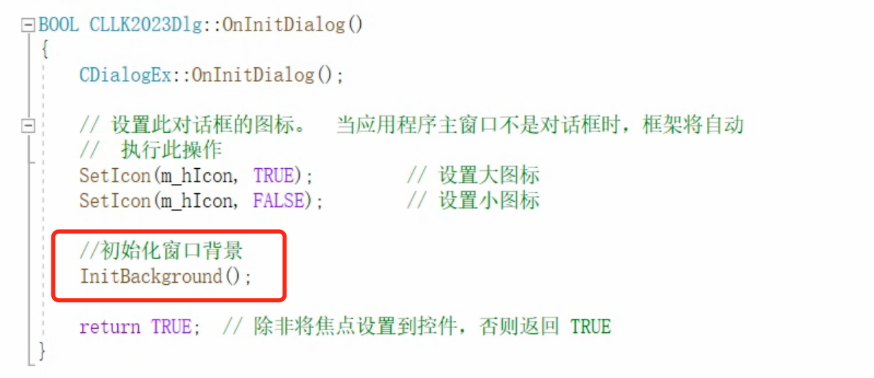 BOOL CLLK2023Dlg::OnInitDialog()
{
CDialogEx::OnInitDialog();
// 设置此对话框的图标。 当应用程序主窗口不是对话框时，框架将自动
// 执行此操作
SetIcon(m_hIcon, TRUE); // 设置大图标
SetIcon(m_hIcon, FALSE); // 设置小图标
//初始化窗口背景
InitBackground();
return TRUE; // 除非将焦点设置到控件，否则返回 TRUE
}